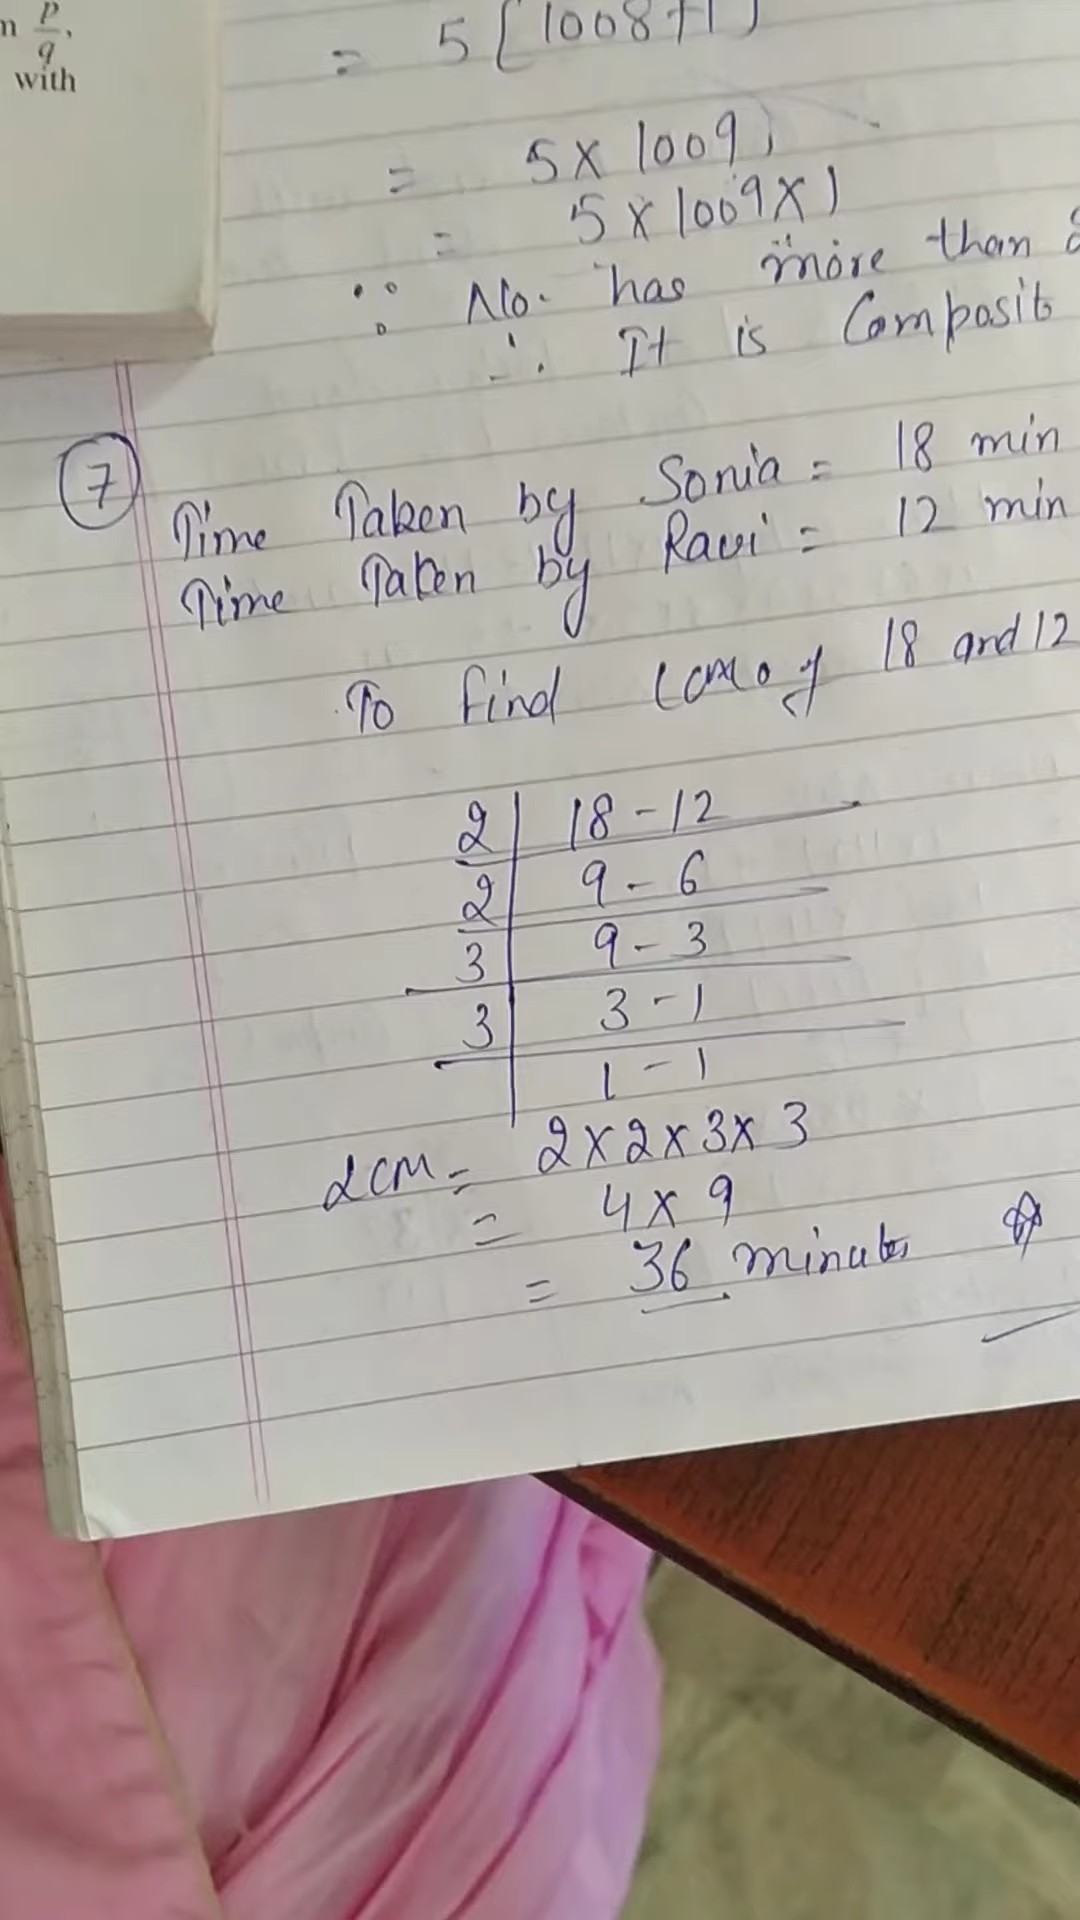 n p/q,
with
= 5 [1008+1]
= 5 x 1009
= 5 x 1009 x 1
∵ No. has more than 2
∴ It is Composit
7
Time Taken by Sonia = 18 min
Time Taken by Ravi = 12 min
To find LCM of 18 and 12
2 | 18 - 12
2 | 9 - 6
3 | 9 - 3
3 | 3 - 1
1 - 1
LCM = 2 x 2 x 3 x 3
= 4 x 9
= 36 minutes